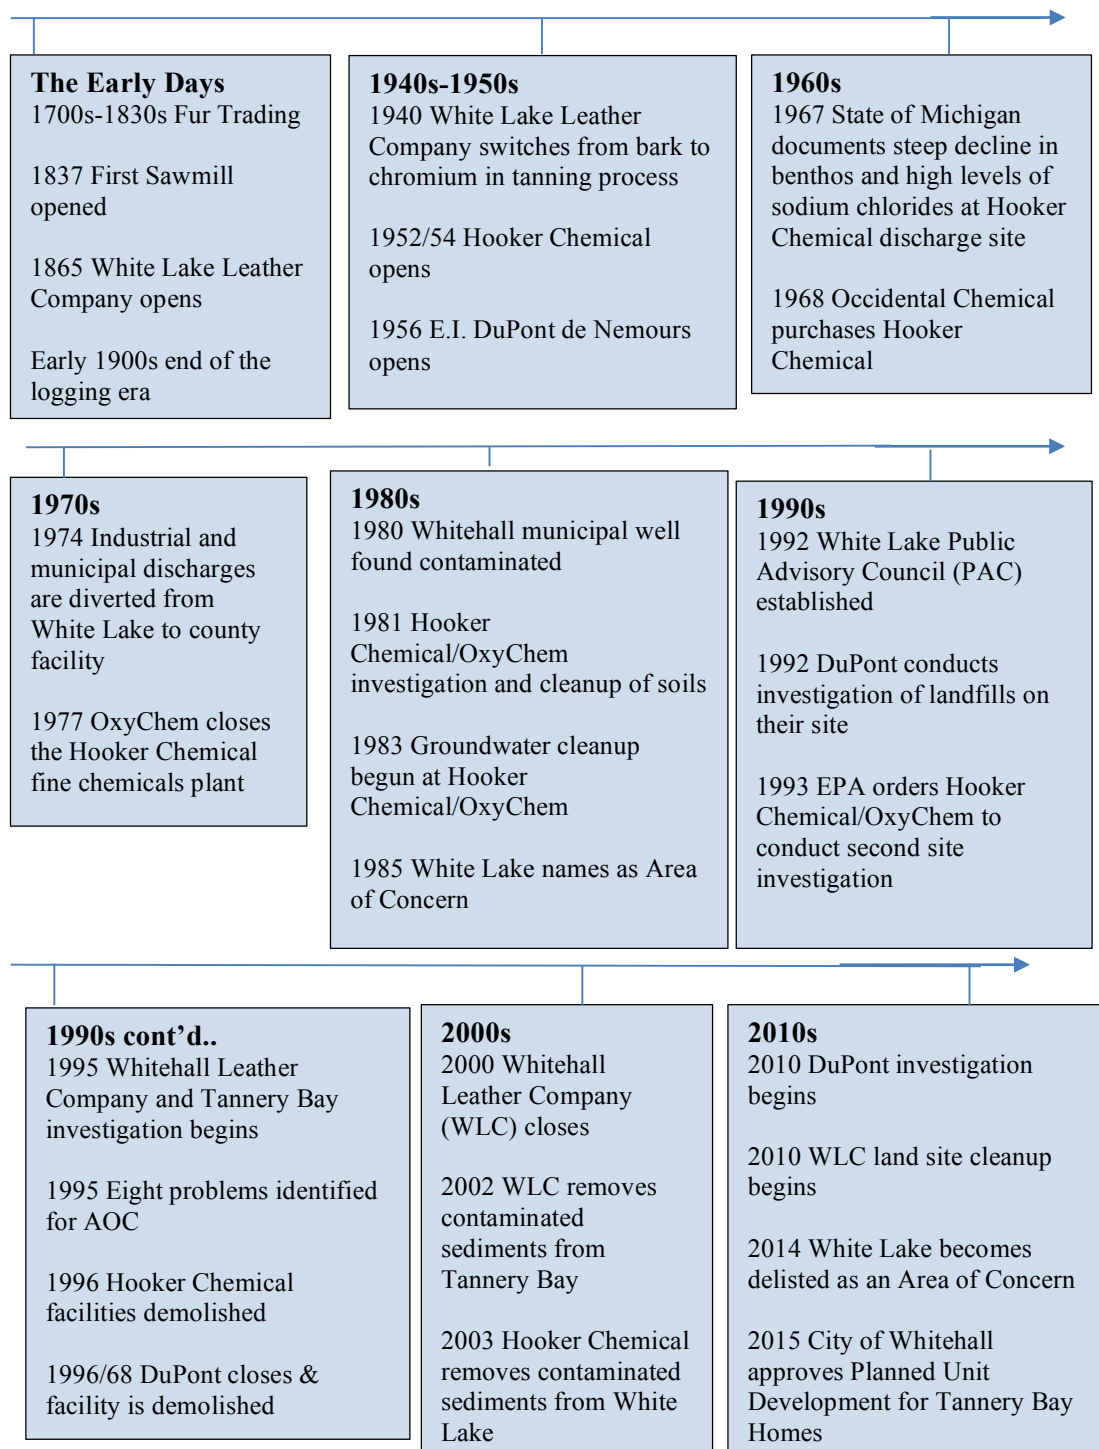 The Early Days
1700s-1830s Fur Trading
1837 First Sawmill
opened
1865 White Lake Leather
Company opens
Early 1900s end of the
logging era
1940s-1950s
1940 White Lake Leather
Company switches from bark to
chromium in tanning process
1952/54 Hooker Chemical
opens
1956 E.I. DuPont de Nemours
opens
1960s
1967 State of Michigan
documents steep decline in
benthos and high levels of
sodium chlorides at Hooker
Chemical discharge site
1968 Occidental Chemical
purchases Hooker
Chemical
1970s
1974 Industrial and
municipal discharges
are diverted from
White Lake to county
facility
1977 OxyChem closes
the Hooker Chemical
fine chemicals plant
1980s
1980 Whitehall municipal well
found contaminated
1981 Hooker
Chemical/OxyChem
investigation and cleanup of soils
1983 Groundwater cleanup
begun at Hooker
Chemical/OxyChem
1985 White Lake names as Area
of Concern
1990s
1992 White Lake Public
Advisory Council (PAC)
established
1992 DuPont conducts
investigation of landfills on
their site
1993 EPA orders Hooker
Chemical/OxyChem to
conduct second site
investigation
1990s cont’d..
1995 Whitehall Leather
Company and Tannery Bay
investigation begins
1995 Eight problems identified
for AOC
1996 Hooker Chemical
facilities demolished
1996/68 DuPont closes &
facility is demolished
2000s
2000 Whitehall
Leather Company
(WLC) closes
2002 WLC removes
contaminated
sediments from
Tannery Bay
2003 Hooker Chemical
removes contaminated
sediments from White
Lake
2010s
2010 DuPont investigation
begins
2010 WLC land site cleanup
begins
2014 White Lake becomes
delisted as an Area of Concern
2015 City of Whitehall
approves Planned Unit
Development for Tannery Bay
Homes